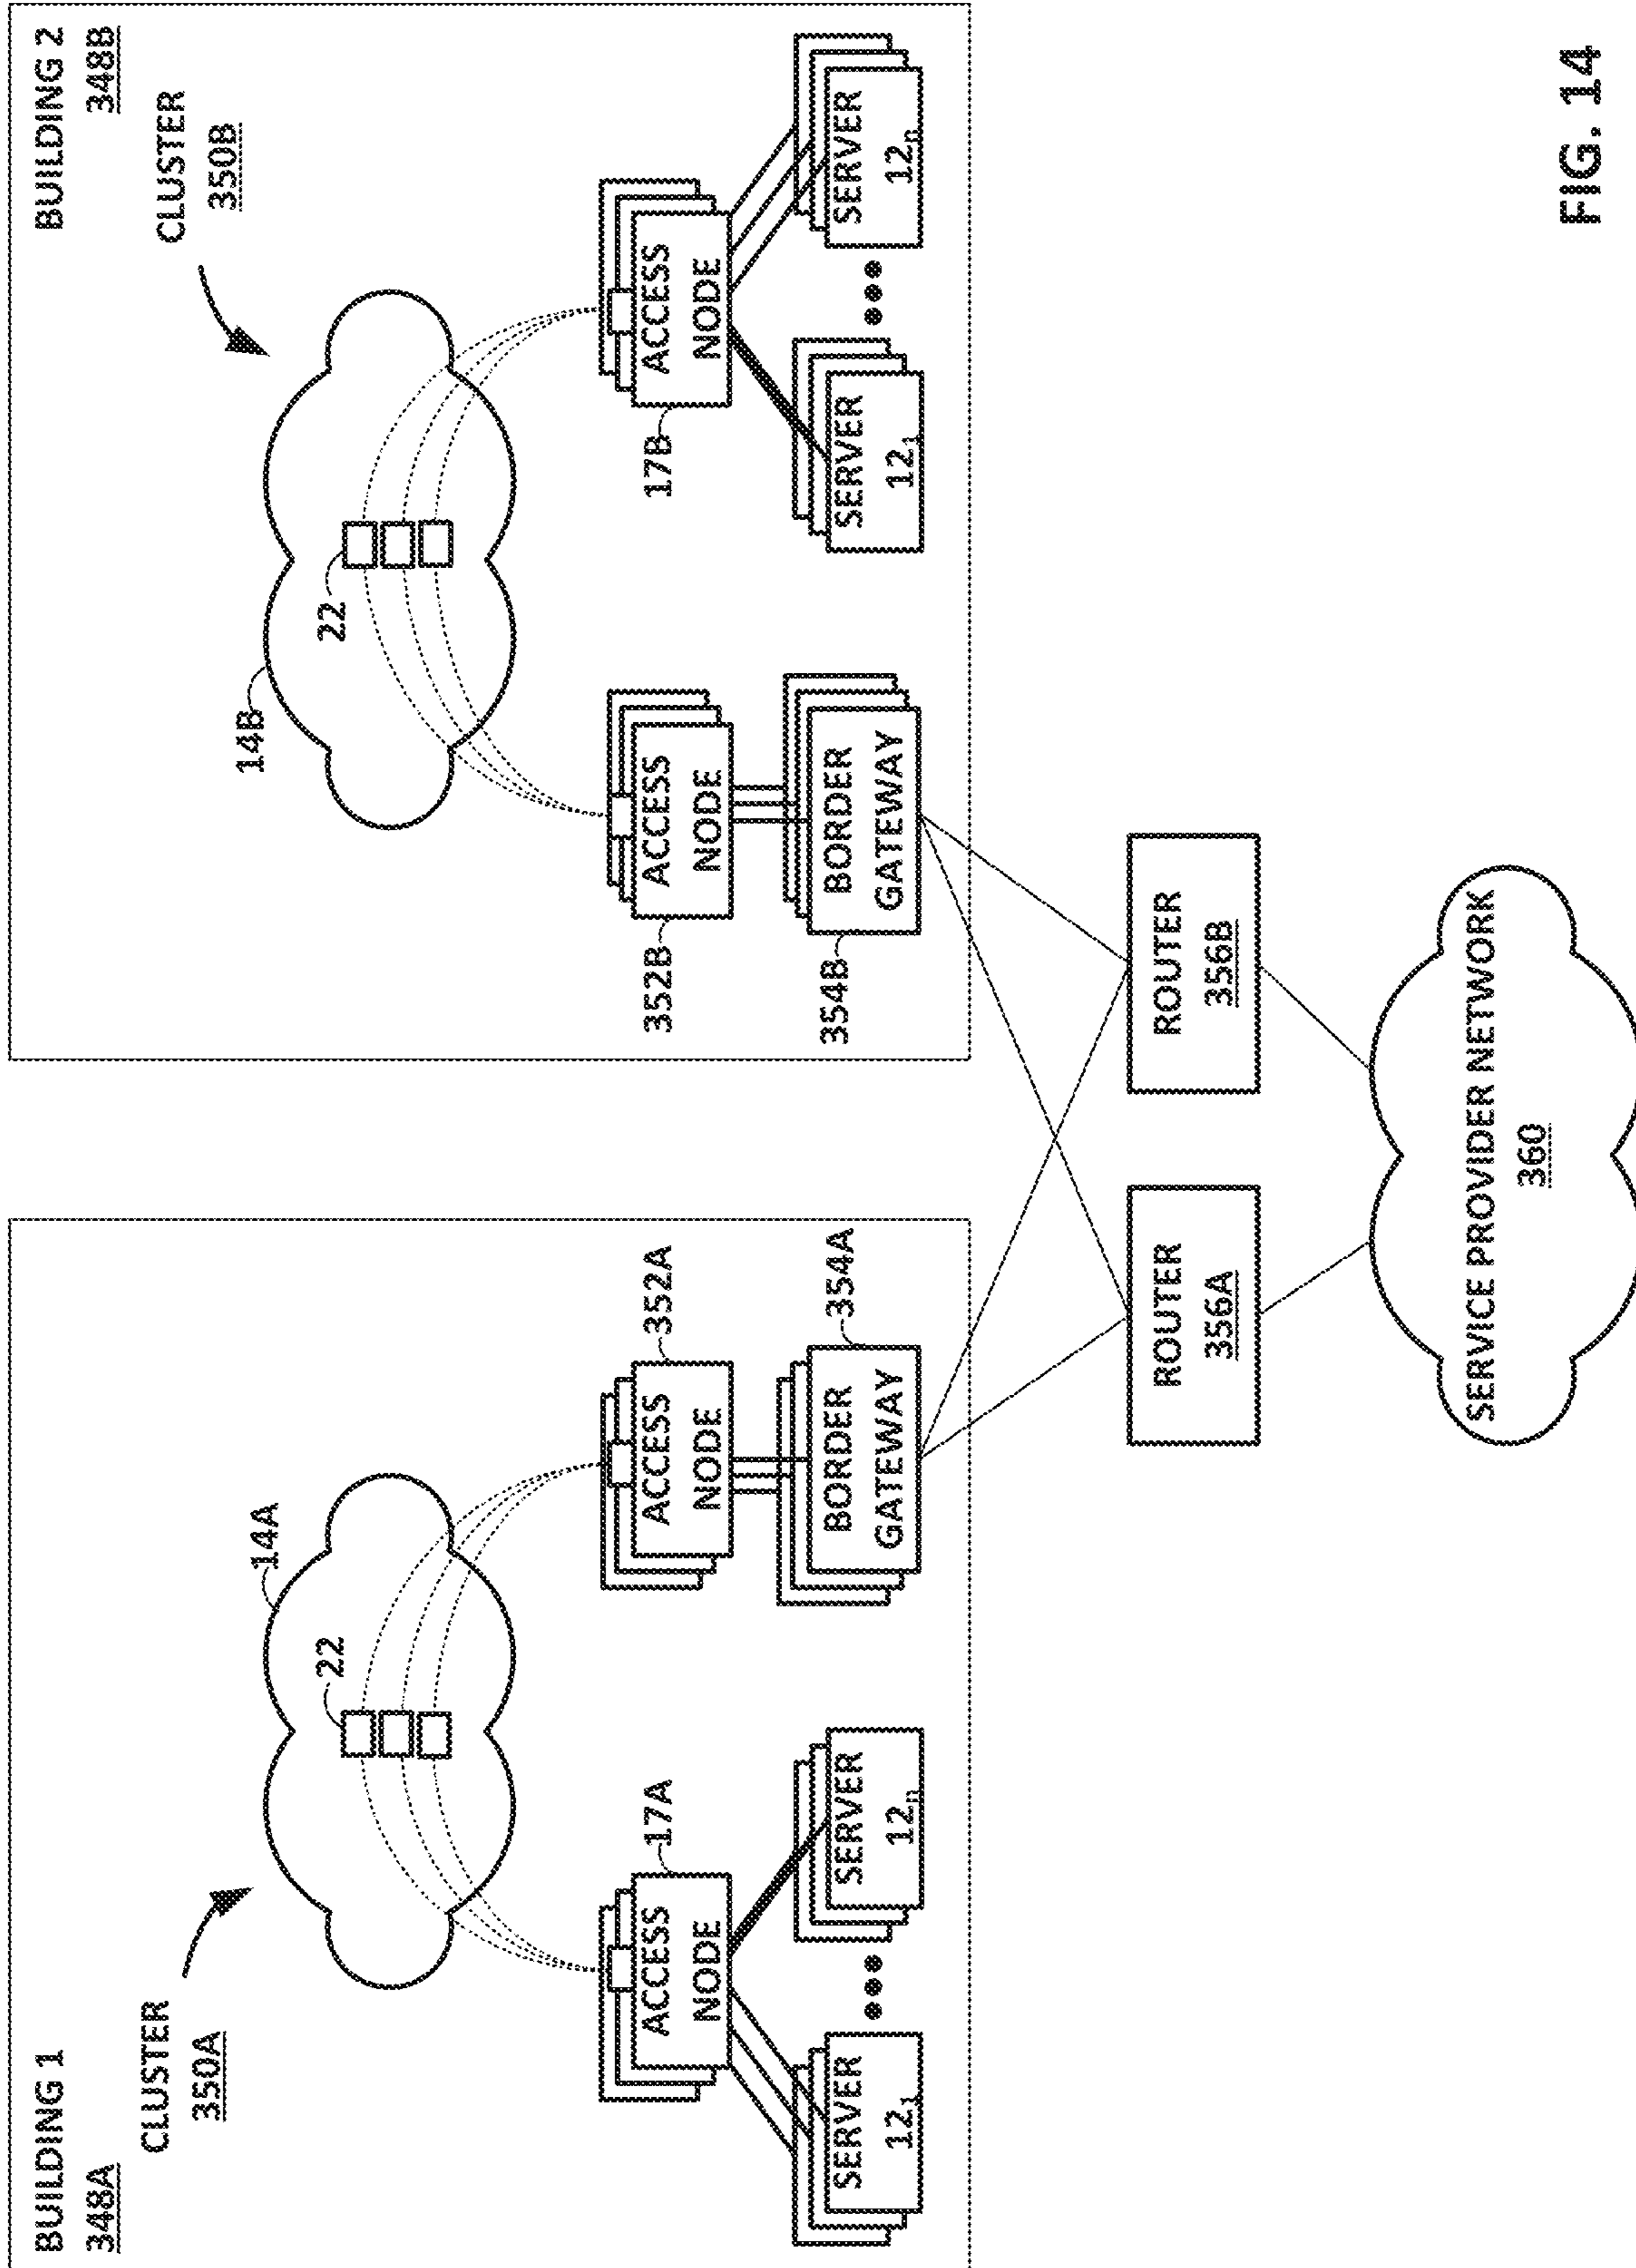 BUILDING 1
348A
CLUSTER
350A
14A
22
17A
ACCESS
NODE
352A
ACCESS
NODE
SERVER
12₁
SERVER
12ₙ
354A
BORDER
GATEWAY
BUILDING 2
348B
CLUSTER
350B
14B
22
352B
ACCESS
NODE
17B
ACCESS
NODE
354B
BORDER
GATEWAY
SERVER
12₁
SERVER
12ₙ
ROUTER
356A
ROUTER
356B
SERVICE PROVIDER NETWORK
360
FIG. 14